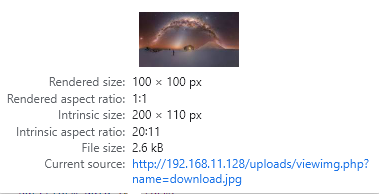 Rendered size: 100 × 100 px
Rendered aspect ratio: 1:1
Intrinsic size: 200 × 110 px
Intrinsic aspect ratio: 20:11
File size: 2.6 kB
Current source: http://192.168.11.128/uploads/viewimg.php?
name=download.jpg